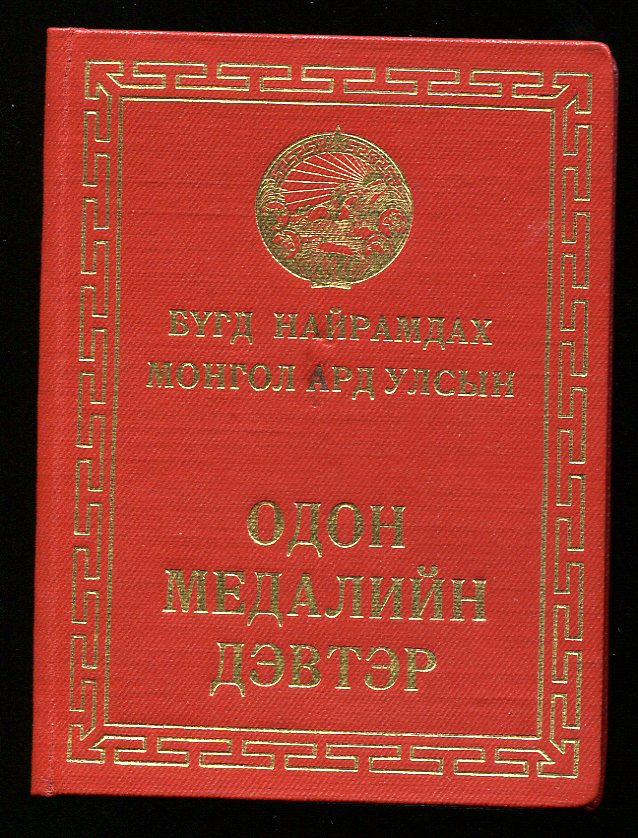 БҮГД НАЙРАМДАХ
МОНГОЛ АРД УЛСЫН
ОДОН
МЕДАЛИЙН
ДЭВТЭР